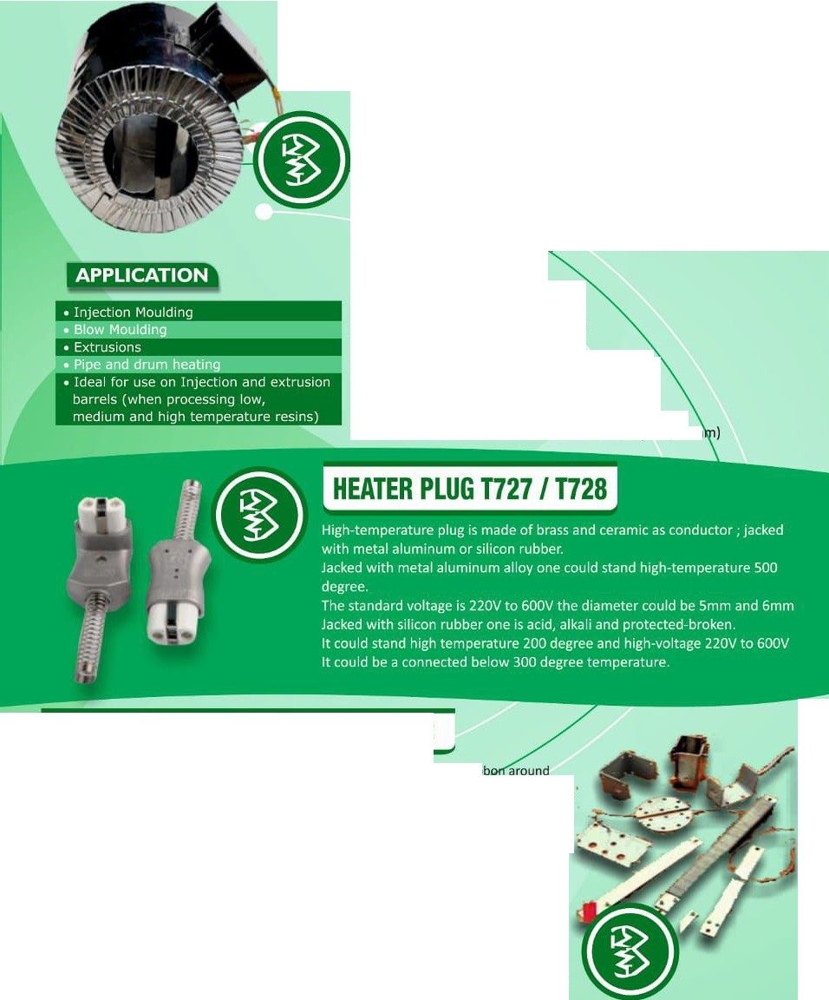 APPLICATION
• Injection Moulding
• Blow Moulding
• Extrusions
• Pipe and drum heating
• Ideal for use on Injection and extrusion
barrels (when processing low,
medium and high temperature resins)
m)
HEATER PLUG T727 / T728
High-temperature plug is made of brass and ceramic as conductor ; jacked
with metal aluminum or silicon rubber.
Jacked with metal aluminum alloy one could stand high-temperature 500
degree.
The standard voltage is 220V to 600V the diameter could be 5mm and 6mm
Jacked with silicon rubber one is acid, alkali and protected-broken.
It could stand high temperature 200 degree and high-voltage 220V to 600V
It could be a connected below 300 degree temperature.
bon around